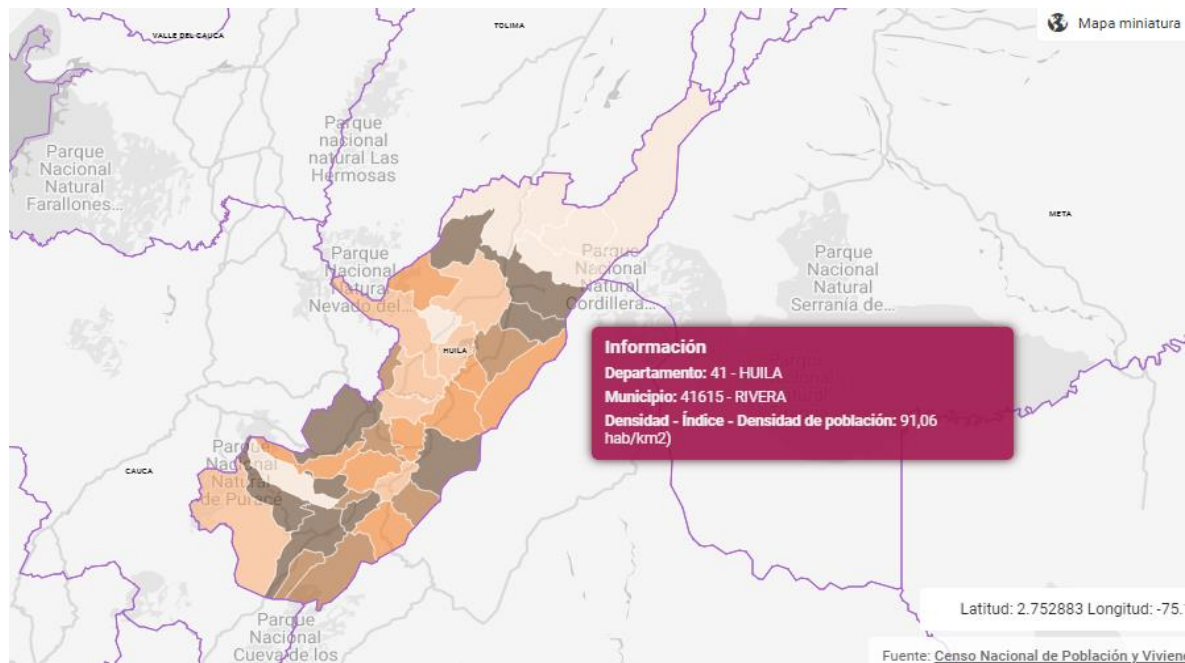 VALLE DEL CAUCA
TOLIMA
Mapa miniatura
Parque
nacional
natural Las
Hermosas
Parque
Nacional
Natural
Farallones...
META
Parque
Nacional
Natural
Nevado del...
Parque
Nacional
Natural
Cordillera...
Parque
Nacional
Natural
Serranía de...
HUILA
Información
Departamento: 41 - HUILA
Municipio: 41615 - RIVERA
Densidad - Índice - Densidad de población: 91,06
hab/km2)
CAUCA
Parque
Nacional
Natural
de Puracé
Parque
Nacional
Cueva de los
Latitud: 2.752883 Longitud: -75.
Fuente: Censo Nacional de Población y Vivien